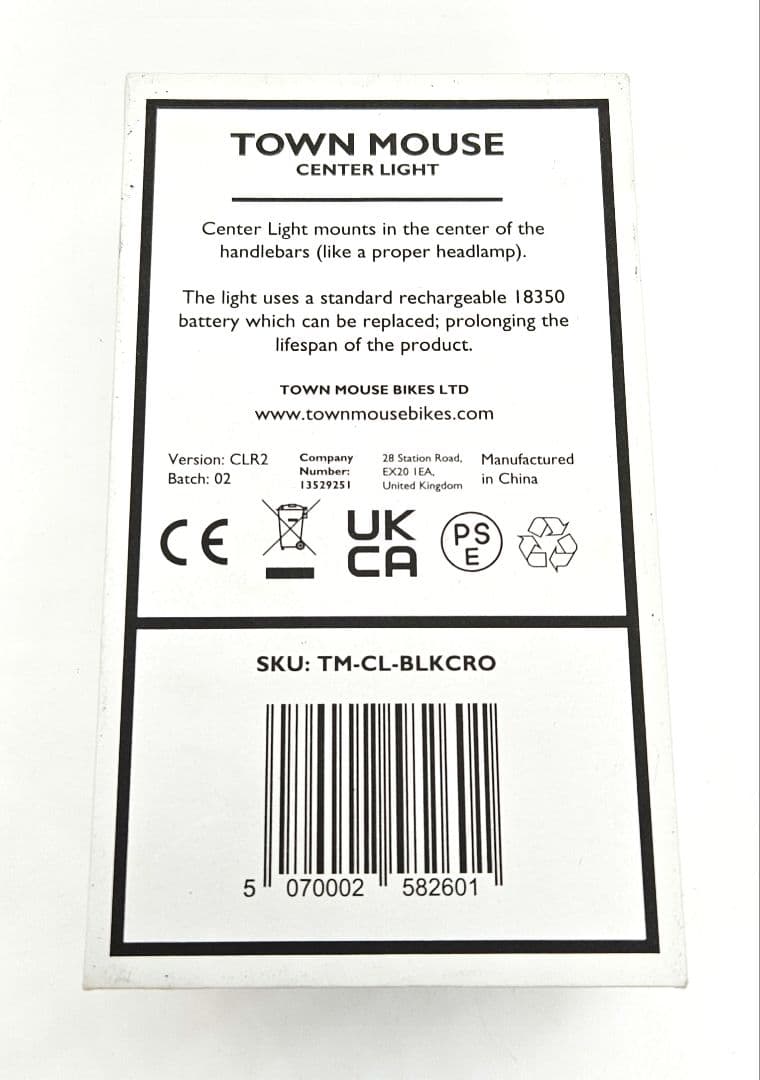 TOWN MOUSE
CENTER LIGHT
Center Light mounts in the center of the
handlebars (like a proper headlamp).
The light uses a standard rechargeable 18350
battery which can be replaced; prolonging the
lifespan of the product.
TOWN MOUSE BIKES LTD
www.townmousebikes.com
Version: CLR2
Batch: 02
Company
Number:
13529251
28 Station Road,
EX20 1EA,
United Kingdom
Manufactured
in China
CE
UK
CA
PS
E
SKU: TM-CL-BLKCRO
5 070002 582601